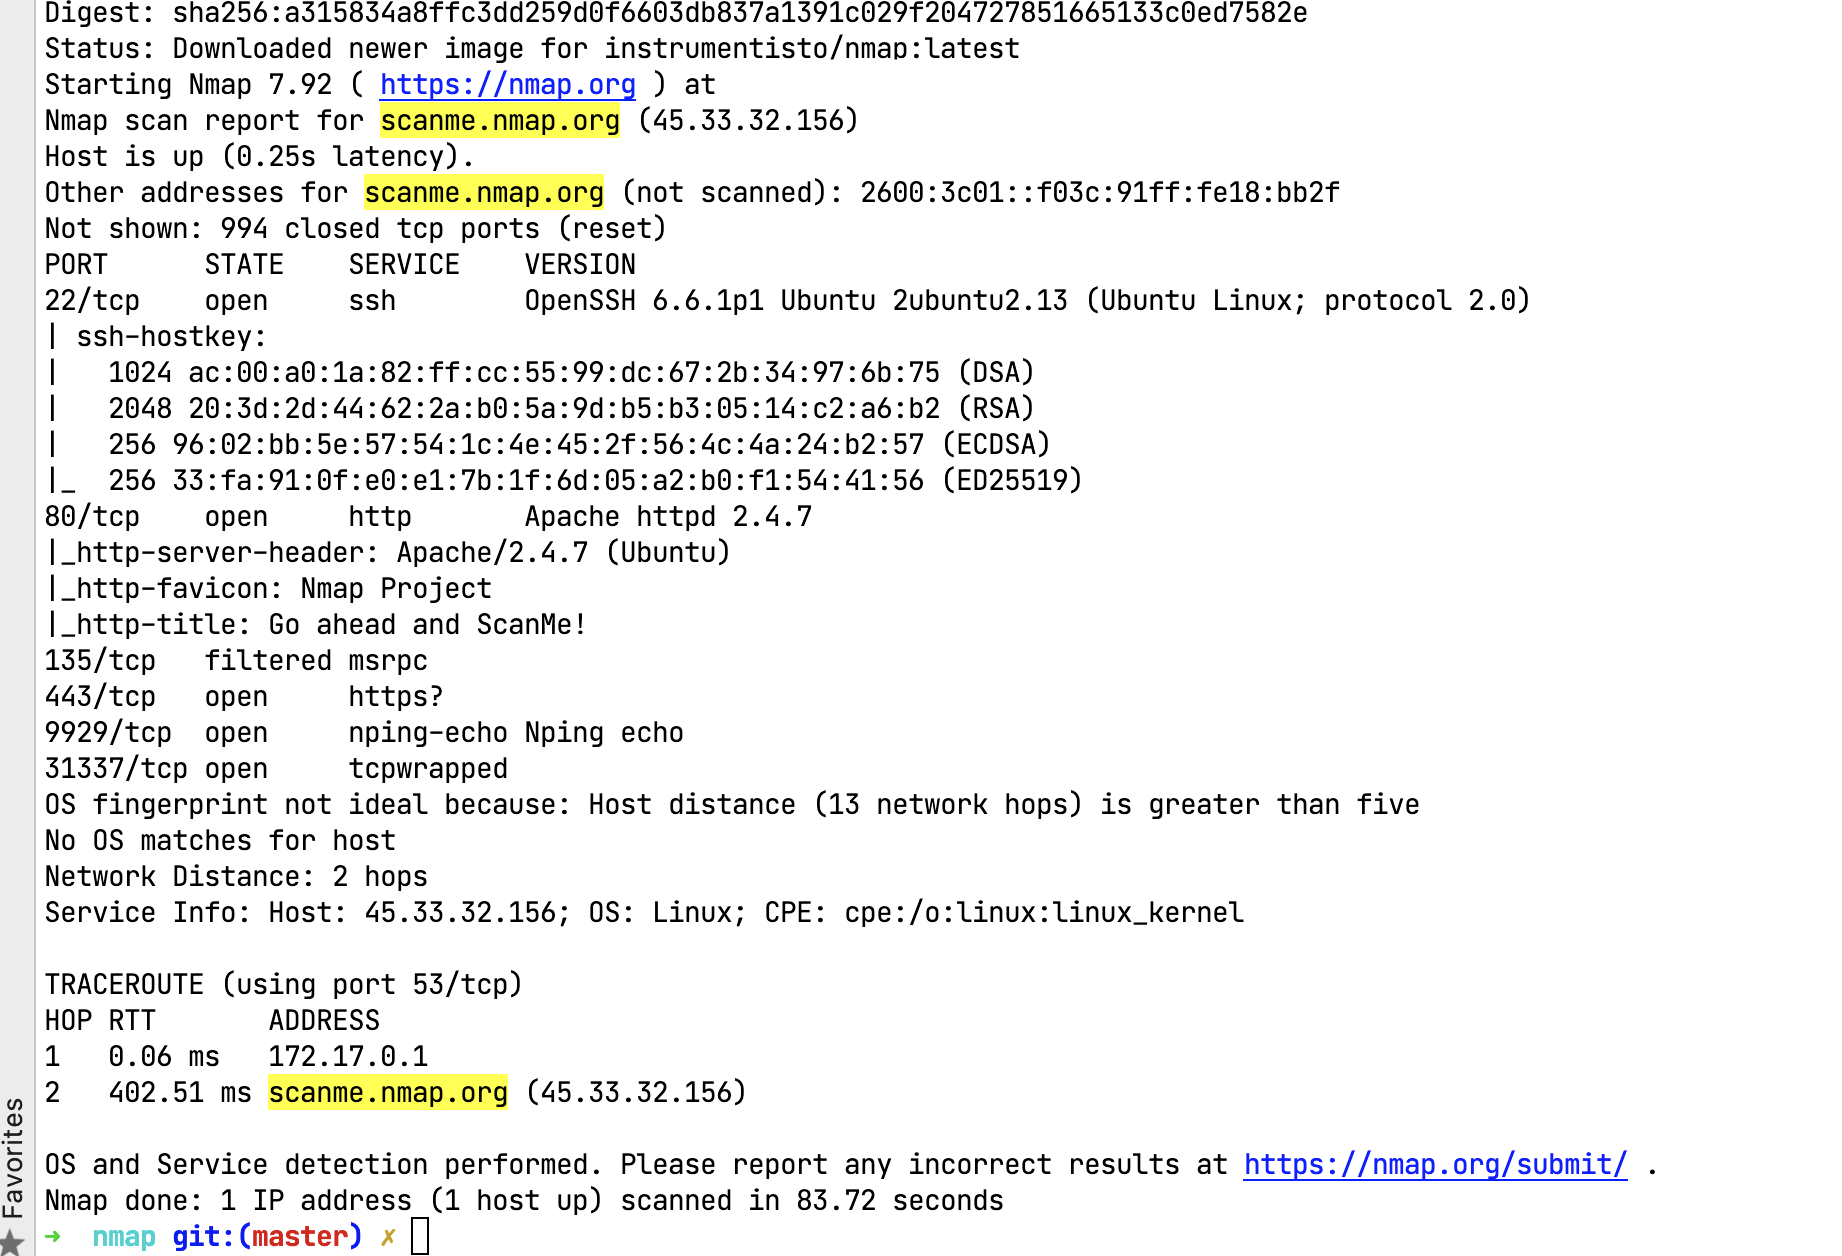 Digest: sha256:a315834a8ffc3dd259d0f6603db837a1391c029f204727851665133c0ed7582e
Status: Downloaded newer image for instrumentisto/nmap:latest
Starting Nmap 7.92 ( https://nmap.org ) at
Nmap scan report for scanme.nmap.org (45.33.32.156)
Host is up (0.25s latency).
Other addresses for scanme.nmap.org (not scanned): 2600:3c01::f03c:91ff:fe18:bb2f
Not shown: 994 closed tcp ports (reset)
PORT      STATE    SERVICE    VERSION
22/tcp    open     ssh        OpenSSH 6.6.1p1 Ubuntu 2ubuntu2.13 (Ubuntu Linux; protocol 2.0)
| ssh-hostkey:
|   1024 ac:00:a0:1a:82:ff:cc:55:99:dc:67:2b:34:97:6b:75 (DSA)
|   2048 20:3d:2d:44:62:2a:b0:5a:9d:b5:b3:05:14:c2:a6:b2 (RSA)
|   256 96:02:bb:5e:57:54:1c:4e:45:2f:56:4c:4a:24:b2:57 (ECDSA)
|_  256 33:fa:91:0f:e0:e1:7b:1f:6d:05:a2:b0:f1:54:41:56 (ED25519)
80/tcp    open     http       Apache httpd 2.4.7
|_http-server-header: Apache/2.4.7 (Ubuntu)
|_http-favicon: Nmap Project
|_http-title: Go ahead and ScanMe!
135/tcp   filtered msrpc
443/tcp   open     https?
9929/tcp  open     nping-echo Nping echo
31337/tcp open     tcpwrapped
OS fingerprint not ideal because: Host distance (13 network hops) is greater than five
No OS matches for host
Network Distance: 2 hops
Service Info: Host: 45.33.32.156; OS: Linux; CPE: cpe:/o:linux:linux_kernel
TRACEROUTE (using port 53/tcp)
HOP RTT       ADDRESS
1   0.06 ms   172.17.0.1
2   402.51 ms scanme.nmap.org (45.33.32.156)
OS and Service detection performed. Please report any incorrect results at https://nmap.org/submit/ .
Nmap done: 1 IP address (1 host up) scanned in 83.72 seconds
➜  nmap git:(master) ✗
Favorites